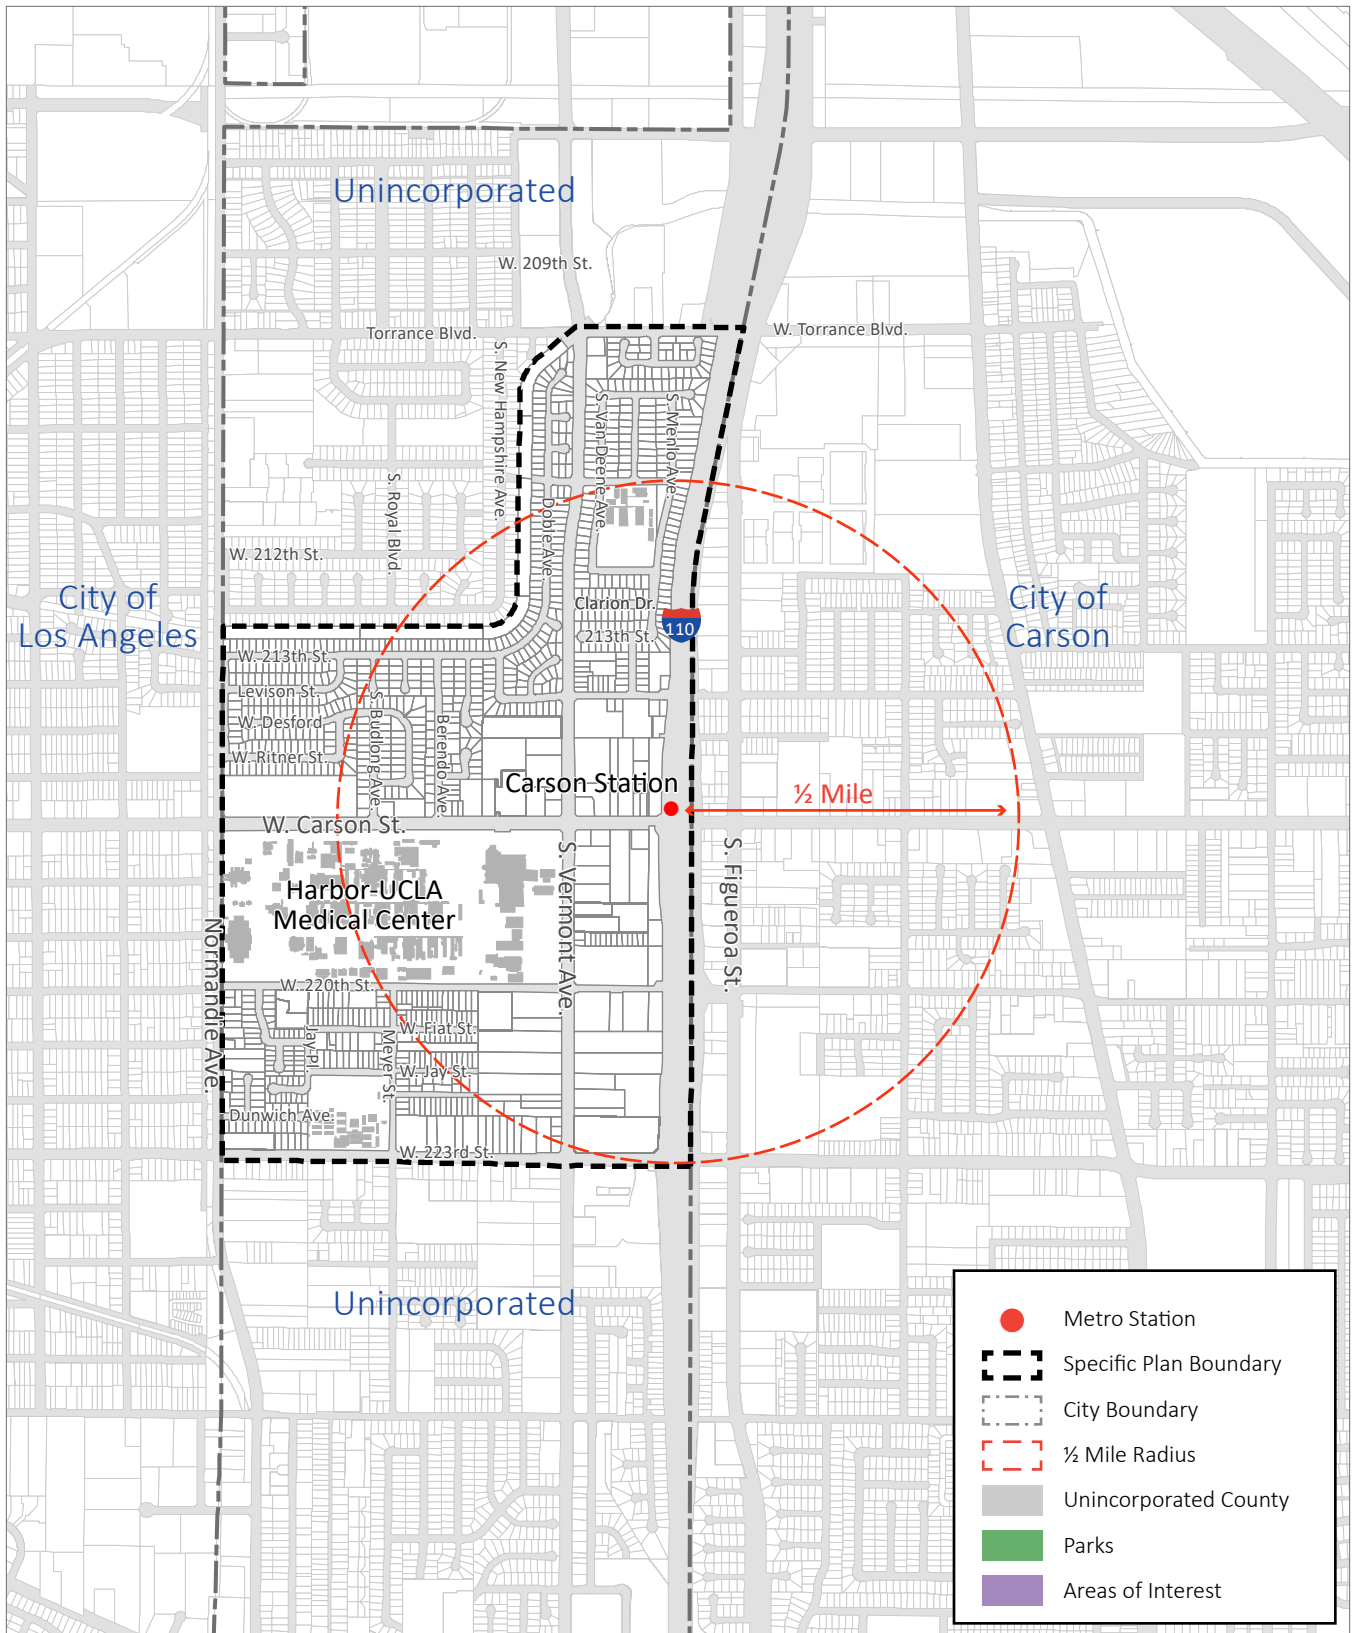 Unincorporated
W. 209th St.
Torrance Blvd.
W. Torrance Blvd.
S. New Hampshire Ave.
S. Van Deene Ave.
S. Menlo Ave.
S. Royal Blvd.
Doble Ave.
W. 212th St.
City of
Los Angeles
City of
Carson
Clarion Dr.
110
213th St.
W. 213th St.
Levison St.
S. Budlong Ave.
W. Desford
Berendo Ave.
W. Ritner St.
Carson Station
½ Mile
W. Carson St.
S. Vermont Ave.
S. Figueroa St.
Harbor-UCLA
Medical Center
Normandie Ave.
W. 220th St.
Jay Pl.
Meyer St.
W. Fiat St.
W. Jay St.
Dunwich Ave.
W. 223rd St.
Unincorporated
Metro Station
Specific Plan Boundary
City Boundary
½ Mile Radius
Unincorporated County
Parks
Areas of Interest